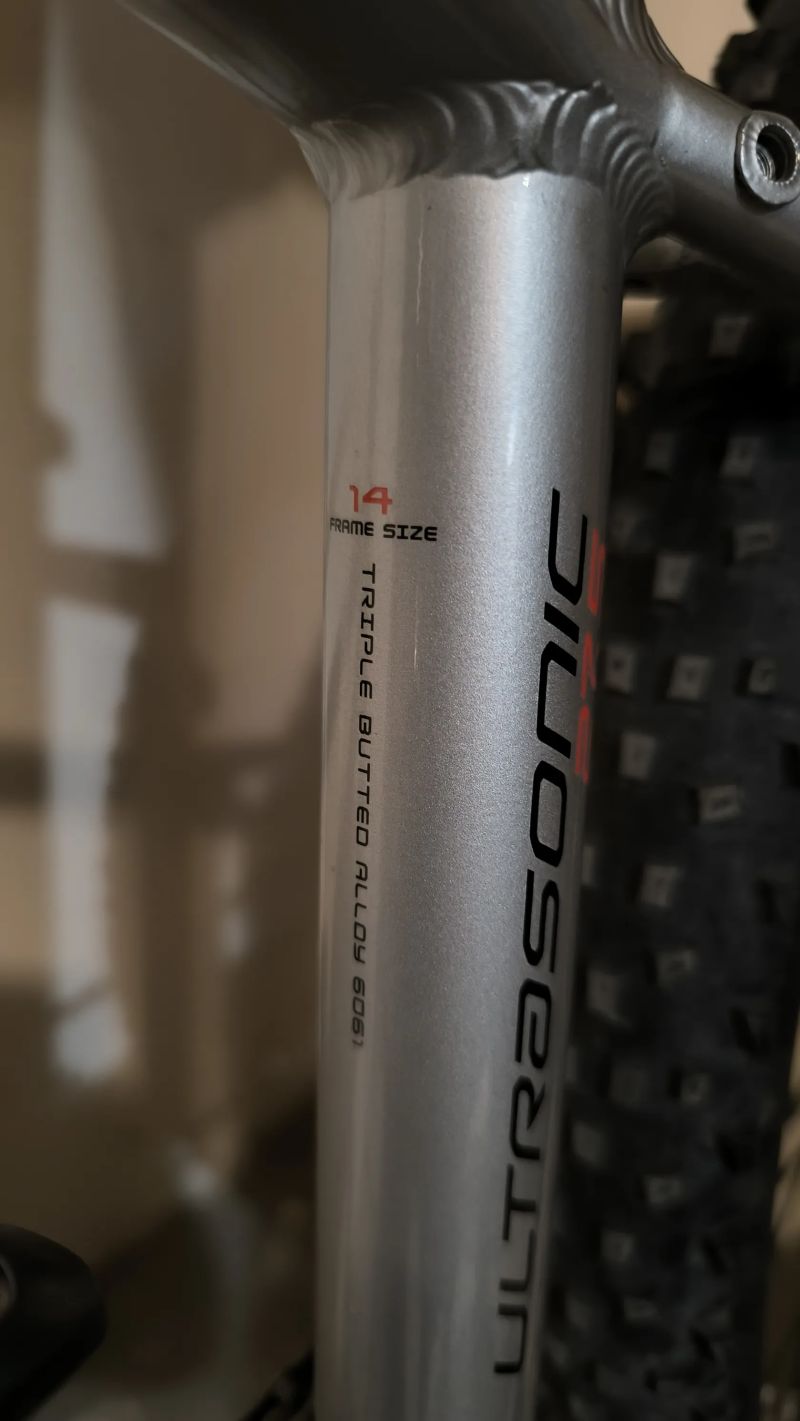 14
FRAME SIZE
TRIPLE BUTTED ALLOY 6061
ULTRASONIC